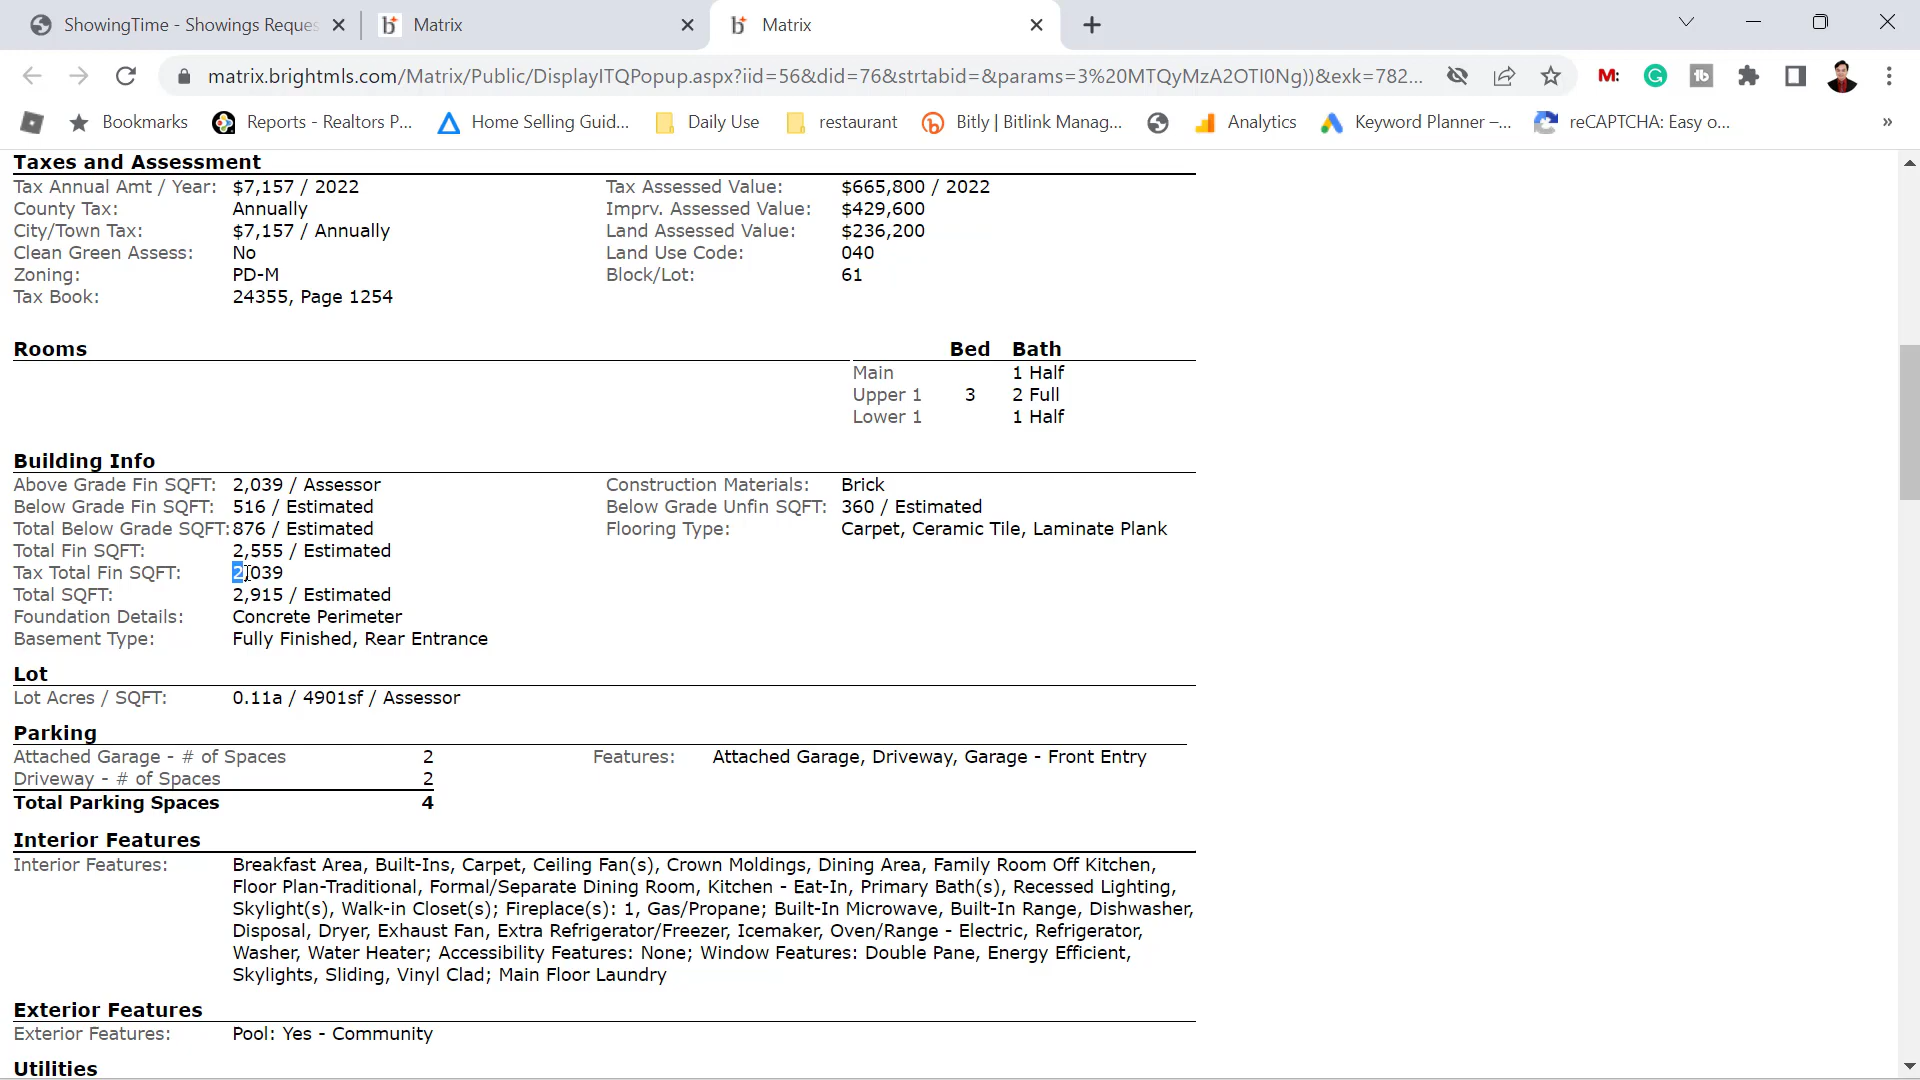 ShowingTime - Showings Reques
Matrix
Matrix
matrix.brightmls.com/Matrix/Public/DisplayITQPopup.aspx?iid=56&did=76&strtabid=&params=3%20MTQyMzA2OTI0Ng))&exk=782...
Bookmarks
Reports - Realtors P...
Home Selling Guid...
Daily Use
restaurant
Bitly | Bitlink Manag...
Analytics
Keyword Planner –...
reCAPTCHA: Easy o...
»
Taxes and Assessment
Tax Annual Amt / Year: $7,157 / 2022 Tax Assessed Value: $665,800 / 2022
County Tax: Annually Imprv. Assessed Value: $429,600
City/Town Tax: $7,157 / Annually Land Assessed Value: $236,200
Clean Green Assess: No Land Use Code: 040
Zoning: PD-M Block/Lot: 61
Tax Book: 24355, Page 1254
Rooms Bed Bath
Main 1 Half
Upper 1 3 2 Full
Lower 1 1 Half
Building Info
Above Grade Fin SQFT: 2,039 / Assessor Construction Materials: Brick
Below Grade Fin SQFT: 516 / Estimated Below Grade Unfin SQFT: 360 / Estimated
Total Below Grade SQFT: 876 / Estimated Flooring Type: Carpet, Ceramic Tile, Laminate Plank
Total Fin SQFT: 2,555 / Estimated
Tax Total Fin SQFT: 2,039
Total SQFT: 2,915 / Estimated
Foundation Details: Concrete Perimeter
Basement Type: Fully Finished, Rear Entrance
Lot
Lot Acres / SQFT: 0.11a / 4901sf / Assessor
Parking
Attached Garage - # of Spaces 2 Features: Attached Garage, Driveway, Garage - Front Entry
Driveway - # of Spaces 2
Total Parking Spaces 4
Interior Features
Interior Features: Breakfast Area, Built-Ins, Carpet, Ceiling Fan(s), Crown Moldings, Dining Area, Family Room Off Kitchen,
Floor Plan-Traditional, Formal/Separate Dining Room, Kitchen - Eat-In, Primary Bath(s), Recessed Lighting,
Skylight(s), Walk-in Closet(s); Fireplace(s): 1, Gas/Propane; Built-In Microwave, Built-In Range, Dishwasher,
Disposal, Dryer, Exhaust Fan, Extra Refrigerator/Freezer, Icemaker, Oven/Range - Electric, Refrigerator,
Washer, Water Heater; Accessibility Features: None; Window Features: Double Pane, Energy Efficient,
Skylights, Sliding, Vinyl Clad; Main Floor Laundry
Exterior Features
Exterior Features: Pool: Yes - Community
Utilities